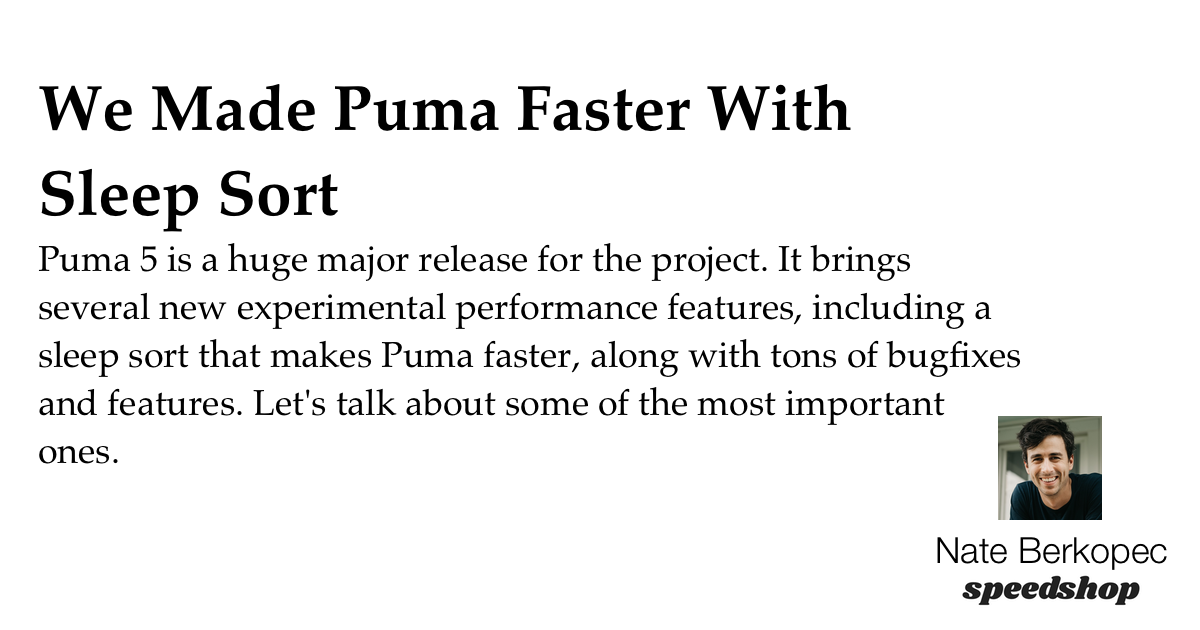 We Made Puma Faster With
Sleep Sort
Puma 5 is a huge major release for the project. It brings
several new experimental performance features, including a
sleep sort that makes Puma faster, along with tons of bugfixes
and features. Let's talk about some of the most important
ones.
Nate Berkopec
speedshop